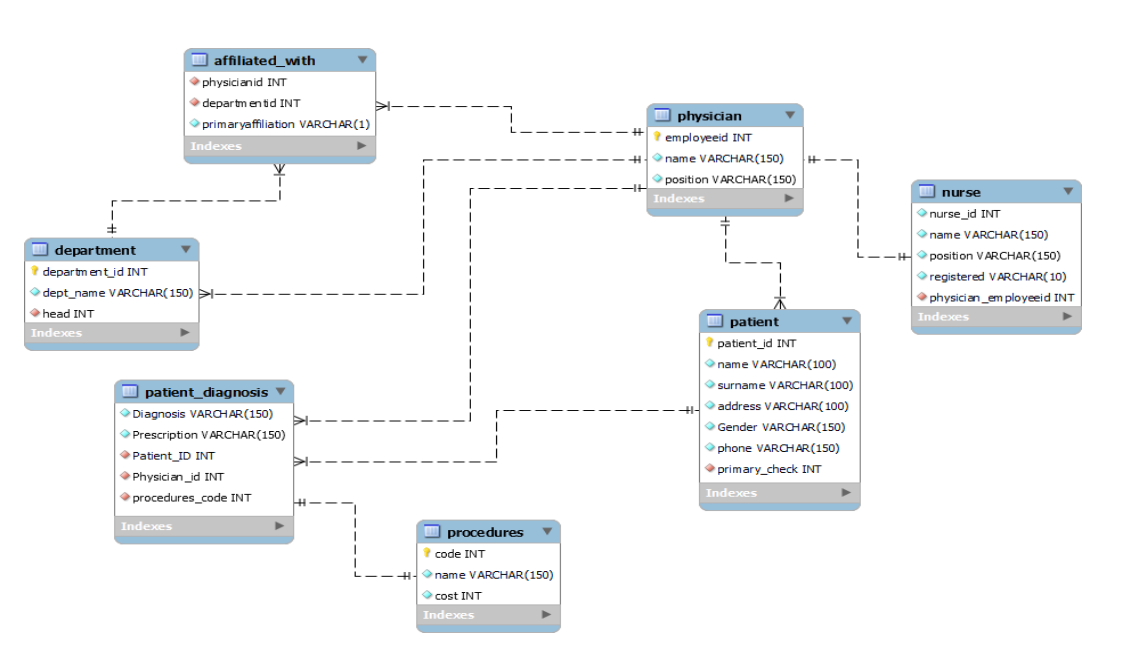 affiliated_with
physicianid INT
departmentid INT
primaryaffiliation VARCHAR(1)
Indexes
physician
employeeid INT
name VARCHAR(150)
position VARCHAR(150)
Indexes
nurse
nurse_id INT
name VARCHAR(150)
position VARCHAR(150)
registered VARCHAR(10)
physician_employeeid INT
Indexes
department
department_id INT
dept_name VARCHAR(150)
head INT
Indexes
patient
patient_id INT
name VARCHAR(100)
surname VARCHAR(100)
address VARCHAR(100)
Gender VARCHAR(150)
phone VARCHAR(150)
primary_check INT
Indexes
patient_diagnosis
Diagnosis VARCHAR(150)
Prescription VARCHAR(150)
Patient_ID INT
Physician_id INT
procedures_code INT
Indexes
procedures
code INT
name VARCHAR(150)
cost INT
Indexes